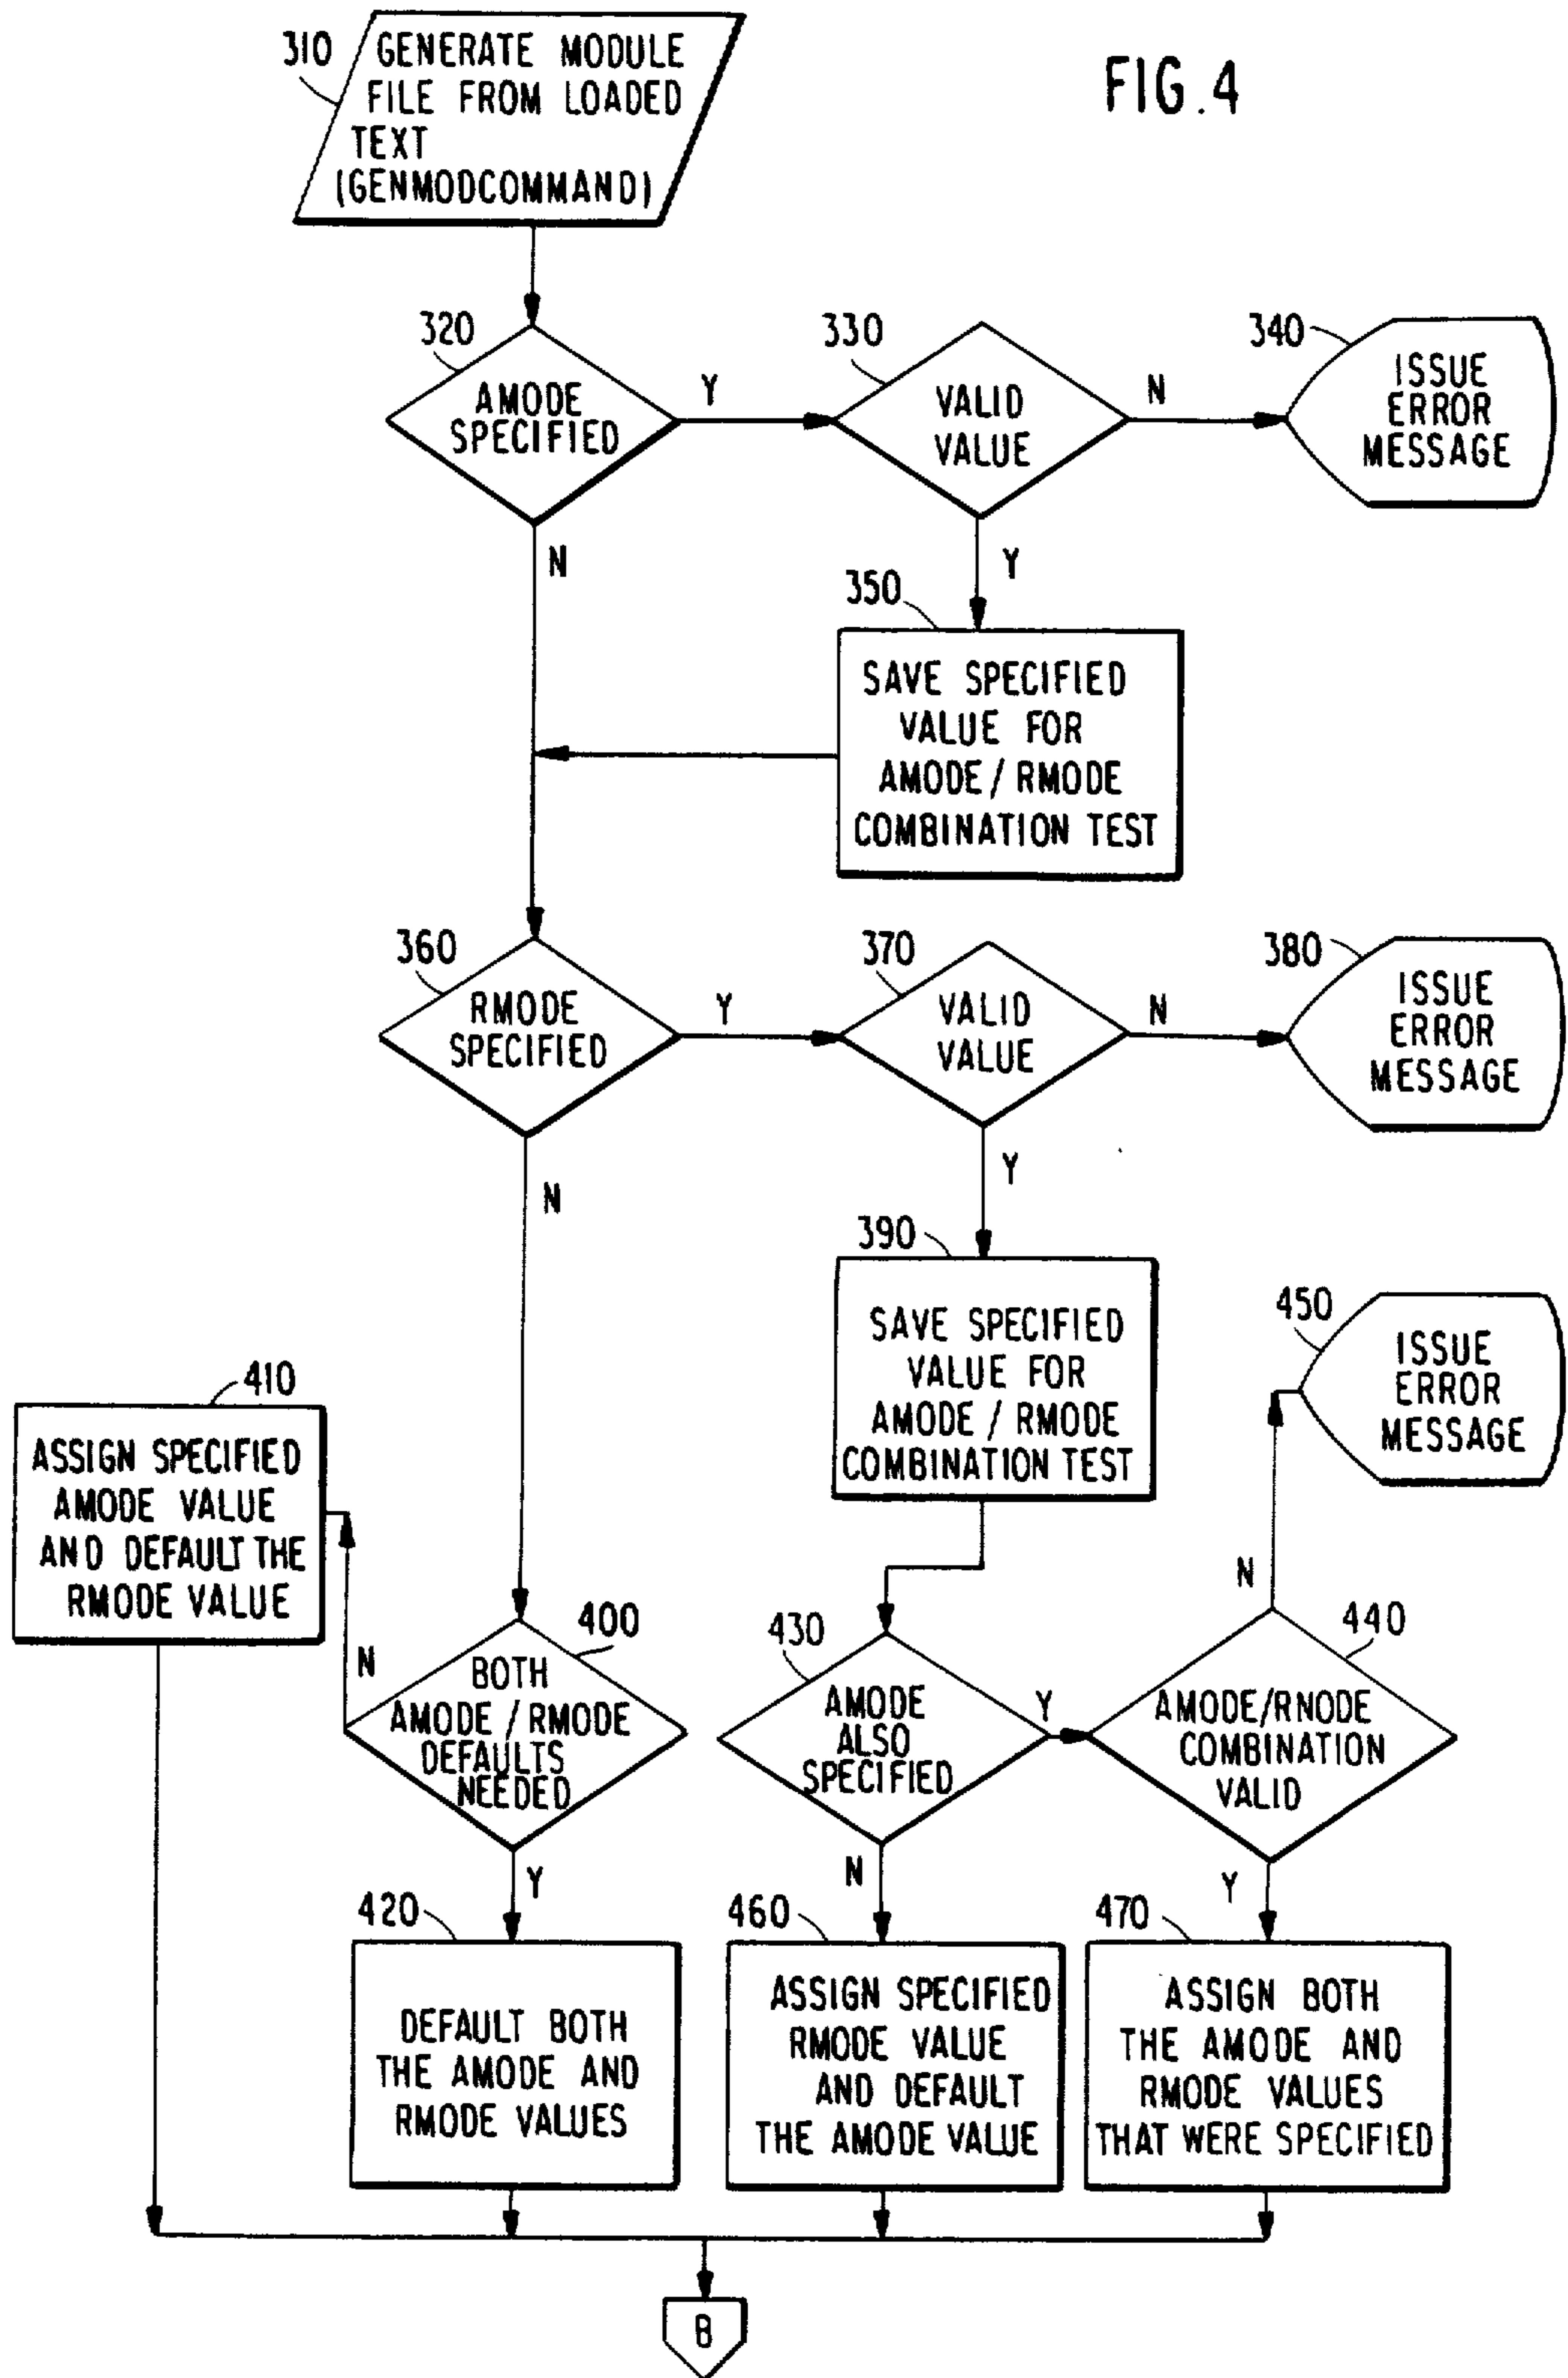 FIG.4
310
GENERATE MODULE
FILE FROM LOADED
TEXT
(GENMODCOMMAND)
320
AMODE
SPECIFIED
Y
N
330
VALID
VALUE
N
Y
340
ISSUE
ERROR
MESSAGE
350
SAVE SPECIFIED
VALUE FOR
AMODE / RMODE
COMBINATION TEST
360
RMODE
SPECIFIED
Y
N
370
VALID
VALUE
N
Y
380
ISSUE
ERROR
MESSAGE
390
SAVE SPECIFIED
VALUE FOR
AMODE / RMODE
COMBINATION TEST
450
ISSUE
ERROR
MESSAGE
410
ASSIGN SPECIFIED
AMODE VALUE
AND DEFAULT THE
RMODE VALUE
400
BOTH
AMODE / RMODE
DEFAULTS
NEEDED
N
Y
430
AMODE
ALSO
SPECIFIED
Y
N
440
AMODE/RNODE
COMBINATION
VALID
N
Y
420
DEFAULT BOTH
THE AMODE AND
RMODE VALUES
460
ASSIGN SPECIFIED
RMODE VALUE
AND DEFAULT
THE AMODE VALUE
470
ASSIGN BOTH
THE AMODE AND
RMODE VALUES
THAT WERE SPECIFIED
B